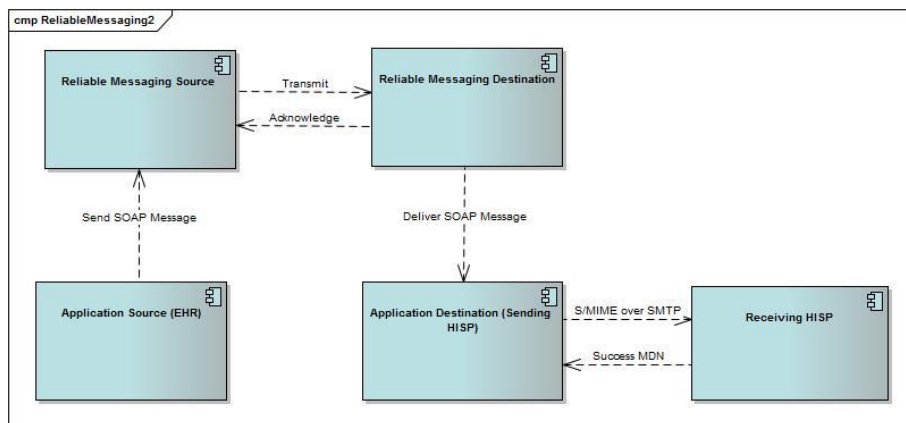 cmp ReliableMessaging2
Reliable Messaging Source
Transmit
Acknowledge
Reliable Messaging Destination
Send SOAP Message
Deliver SOAP Message
Application Source (EHR)
Application Destination (Sending
HISP)
S/MIME over SMTP
Success MDN
Receiving HISP